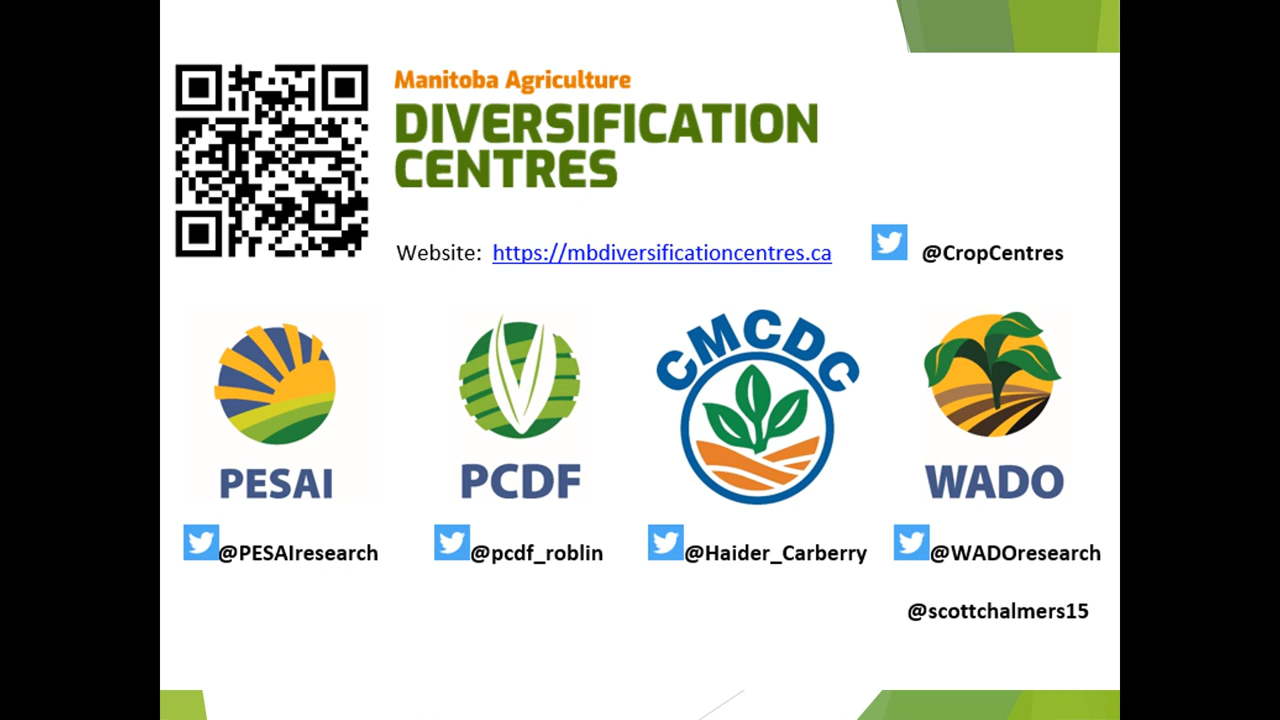 Manitoba Agriculture
DIVERSIFICATION
CENTRES
Website: https://mbdiversificationcentres.ca
@CropCentres
CMCDC
PESAI
PCDF
WADO
@PESAIresearch
@pcdf_roblin
@Haider_Carberry
@WADOresearch
@scottchalmers15